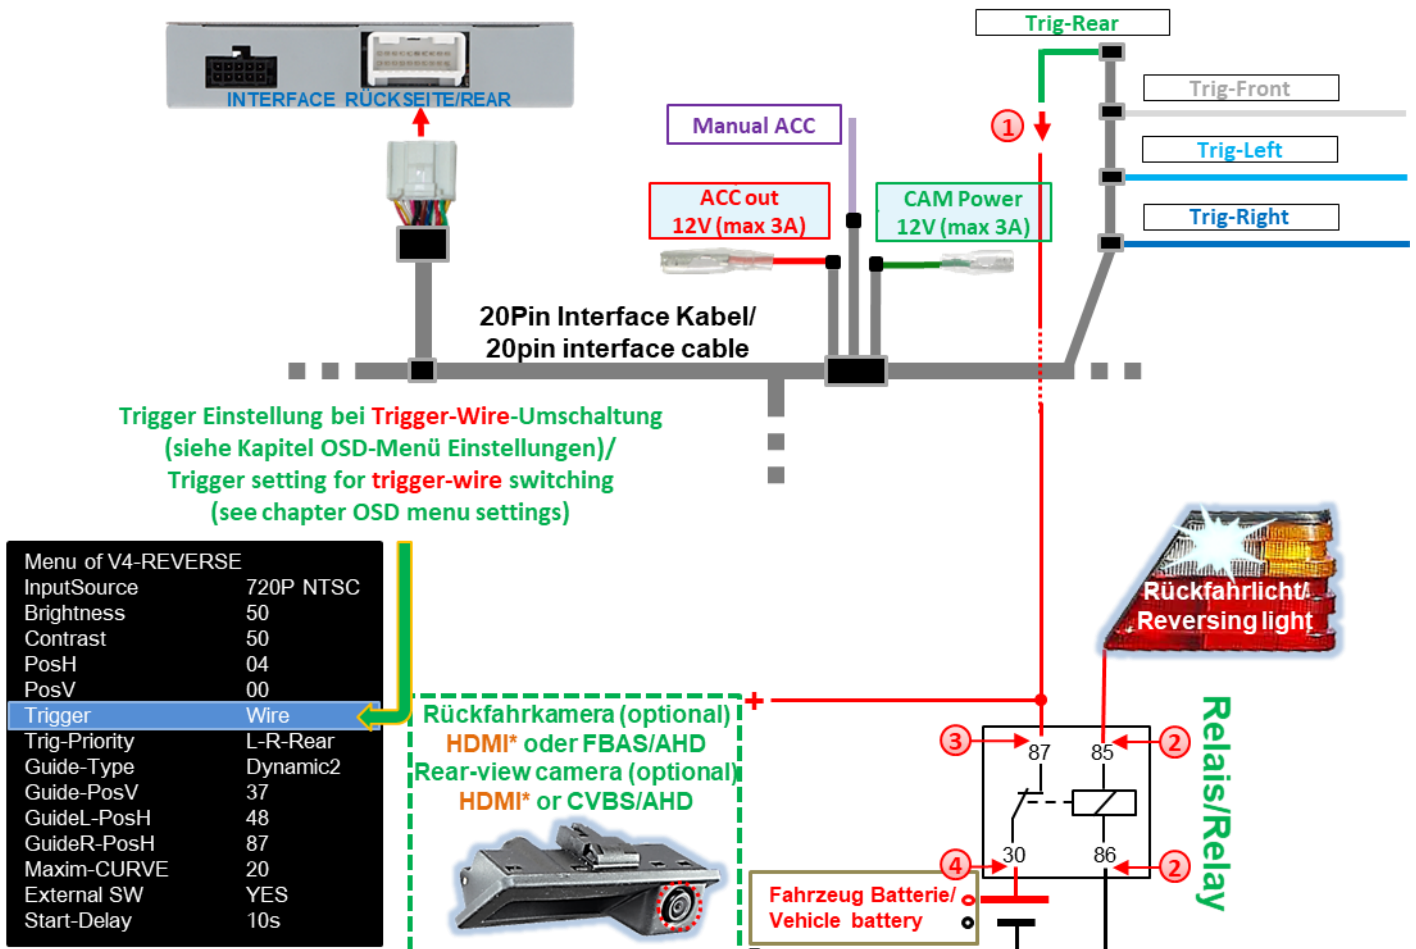 INTERFACE RÜCKSEITE/REAR
Trig-Rear
Trig-Front
Trig-Left
Trig-Right
1
Manual ACC
ACC out
12V (max 3A)
CAM Power
12V (max 3A)
20Pin Interface Kabel/
20pin interface cable
Trigger Einstellung bei Trigger-Wire-Umschaltung
(siehe Kapitel OSD-Menü Einstellungen)/
Trigger setting for trigger-wire switching
(see chapter OSD menu settings)
Menu of V4-REVERSE
InputSource 720P NTSC
Brightness 50
Contrast 50
PosH 04
PosV 00
Trigger Wire
Trig-Priority L-R-Rear
Guide-Type Dynamic2
Guide-PosV 37
GuideL-PosH 48
GuideR-PosH 87
Maxim-CURVE 20
External SW YES
Start-Delay 10s
Rückfahrkamera (optional)
HDMI* oder FBAS/AHD
Rear-view camera (optional)
HDMI* or CVBS/AHD
+
Rückfahrlicht/
Reversing light
3
87
85
2
4
30
86
2
Relais/Relay
Fahrzeug Batterie/
Vehicle battery